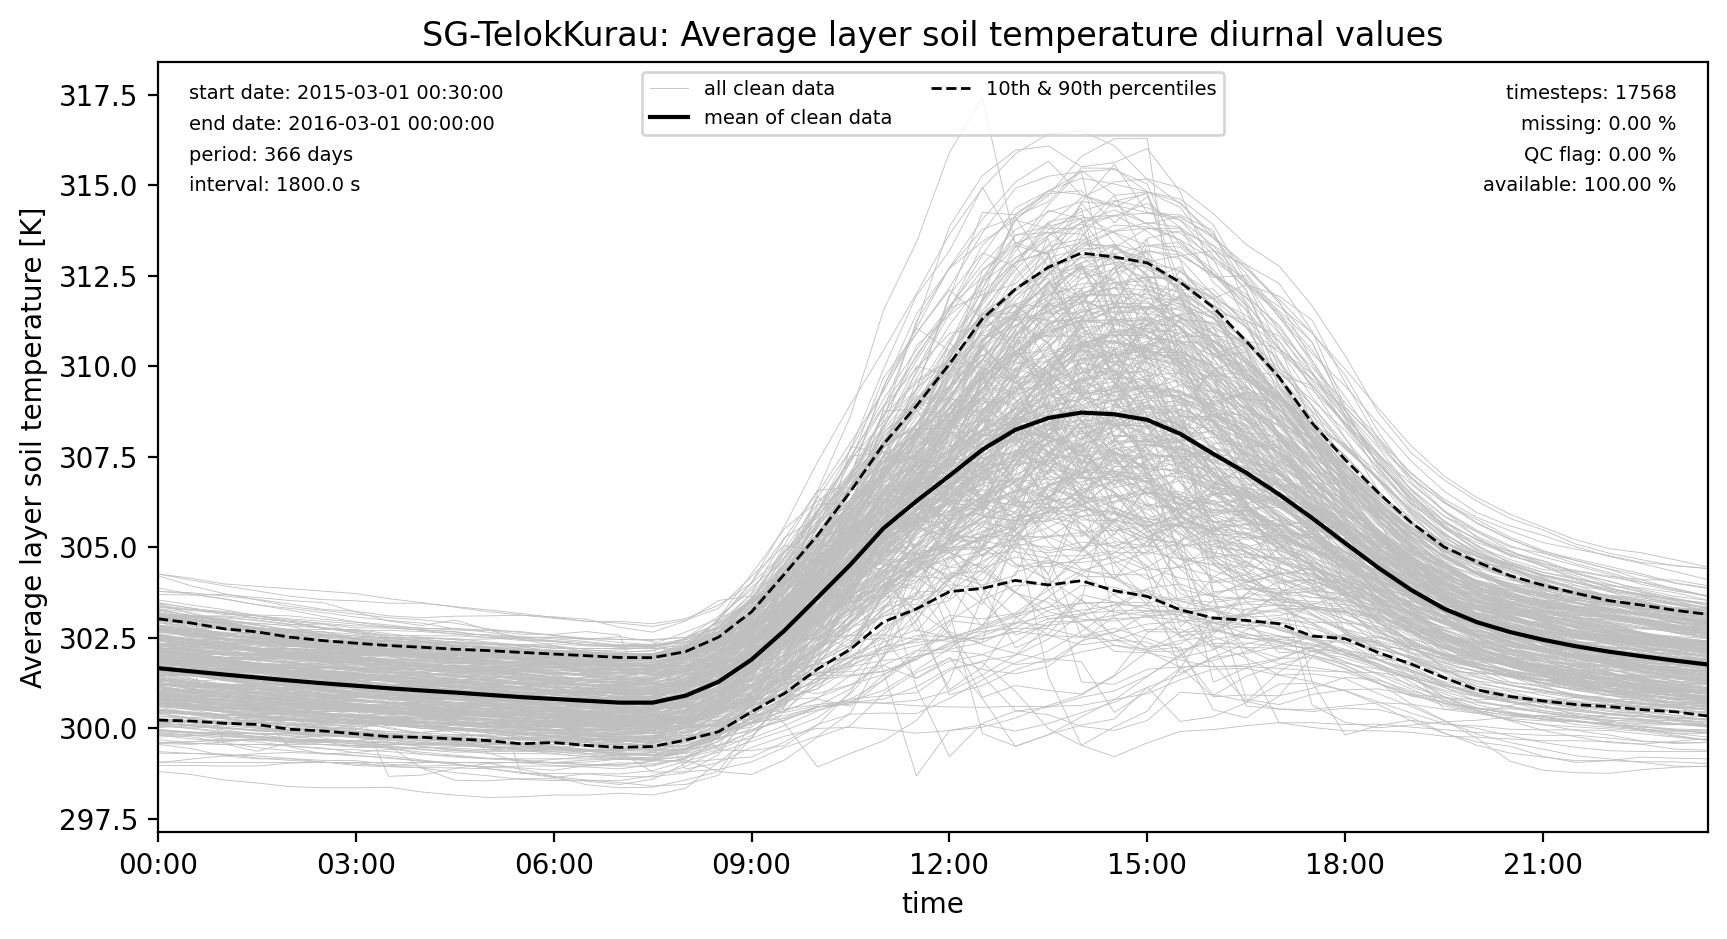 SG-TelokKurau: Average layer soil temperature diurnal values
start date: 2015-03-01 00:30:00
end date: 2016-03-01 00:00:00
period: 366 days
interval: 1800.0 s
all clean data
mean of clean data
10th & 90th percentiles
timesteps: 17568
missing: 0.00 %
QC flag: 0.00 %
available: 100.00 %
Average layer soil temperature [K]
317.5
315.0
312.5
310.0
307.5
305.0
302.5
300.0
297.5
00:00 03:00 06:00 09:00 12:00 15:00 18:00 21:00
time